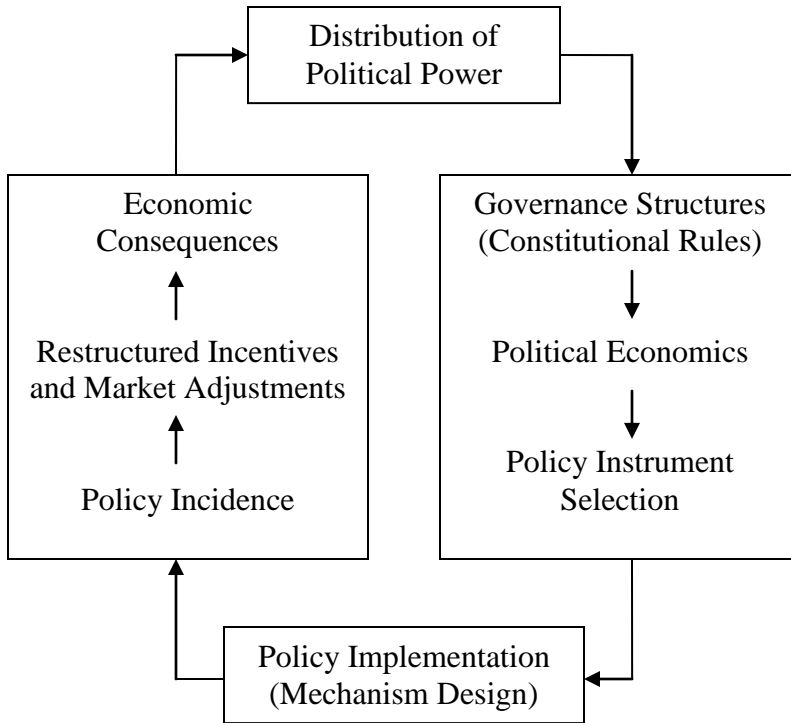 Distribution of
Political Power
Economic
Consequences
Restructured Incentives
and Market Adjustments
Policy Incidence
Governance Structures
(Constitutional Rules)
Political Economics
Policy Instrument
Selection
Policy Implementation
(Mechanism Design)